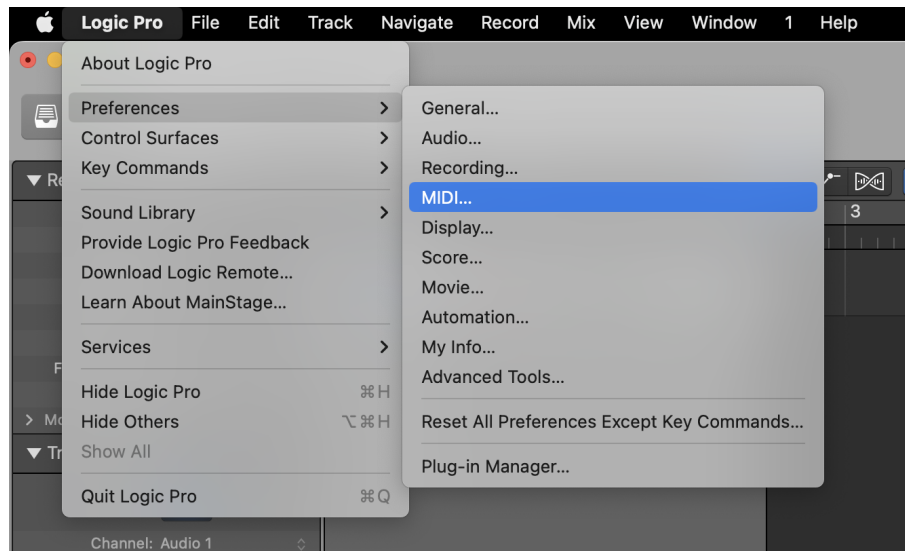 Logic Pro File Edit Track Navigate Record Mix View Window 1 Help
About Logic Pro
Preferences
Control Surfaces
Key Commands
Sound Library
Provide Logic Pro Feedback
Download Logic Remote...
Learn About MainStage...
Services
Hide Logic Pro ⌘H
Hide Others ⌥⌘H
Show All
Quit Logic Pro ⌘Q
General...
Audio...
Recording...
MIDI...
Display...
Score...
Movie...
Automation...
My Info...
Advanced Tools...
Reset All Preferences Except Key Commands...
Plug-in Manager...
3
Channel: Audio 1